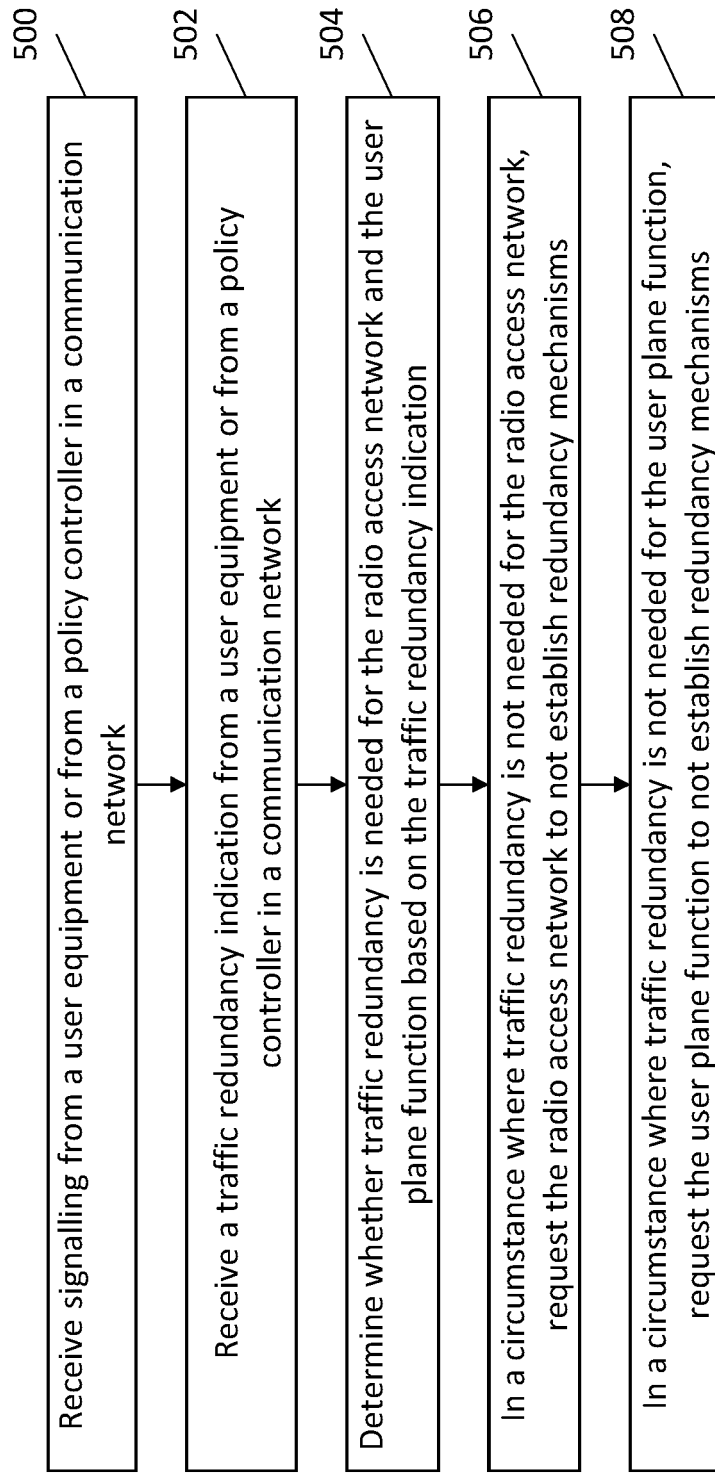 500
Receive signalling from a user equipment or from a policy controller in a communication
network
502
Receive a traffic redundancy indication from a user equipment or from a policy
controller in a communication network
504
Determine whether traffic redundancy is needed for the radio access network and the user
plane function based on the traffic redundancy indication
506
In a circumstance where traffic redundancy is not needed for the radio access network,
request the radio access network to not establish redundancy mechanisms
508
In a circumstance where traffic redundancy is not needed for the user plane function,
request the user plane function to not establish redundancy mechanisms